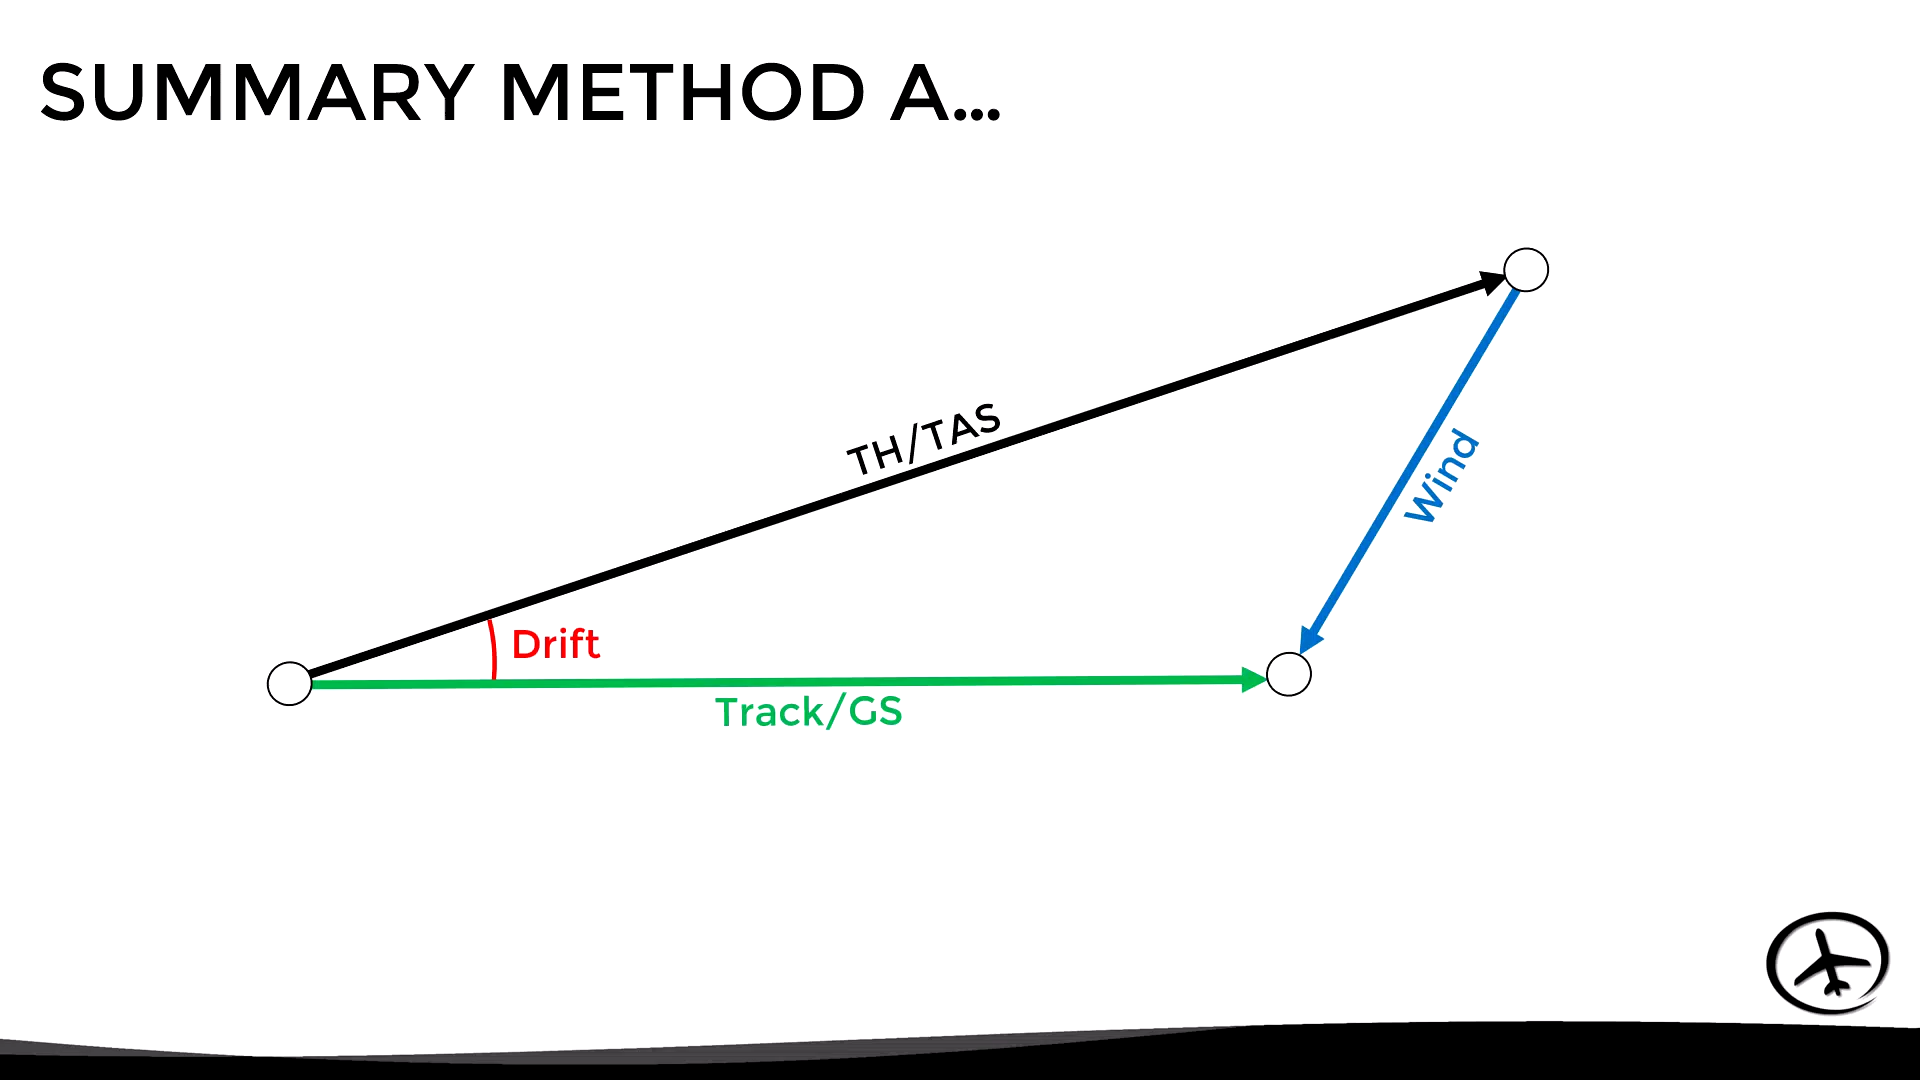 SUMMARY METHOD A...
TH/TAS
Wind
Drift
Track/GS